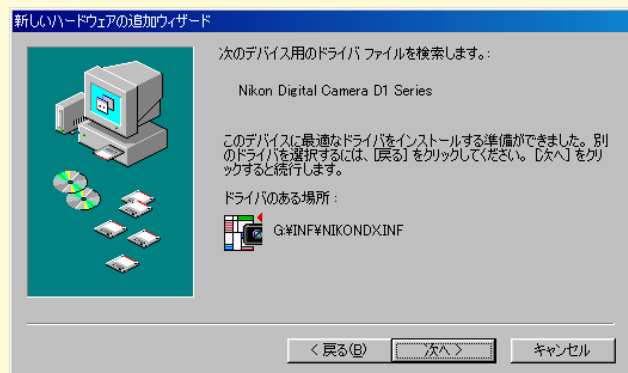 新しいハードウェアの追加ウィザード
次のデバイス用のドライバ ファイルを検索します。:
Nikon Digital Camera D1 Series
このデバイスに最適なドライバをインストールする準備ができました。別
のドライバを選択するには、[戻る] をクリックしてください。[次へ] をクリ
ックすると続行します。
ドライバのある場所 :
G:¥INF¥NIKONDX.INF
< 戻る(B)
次へ >
キャンセル